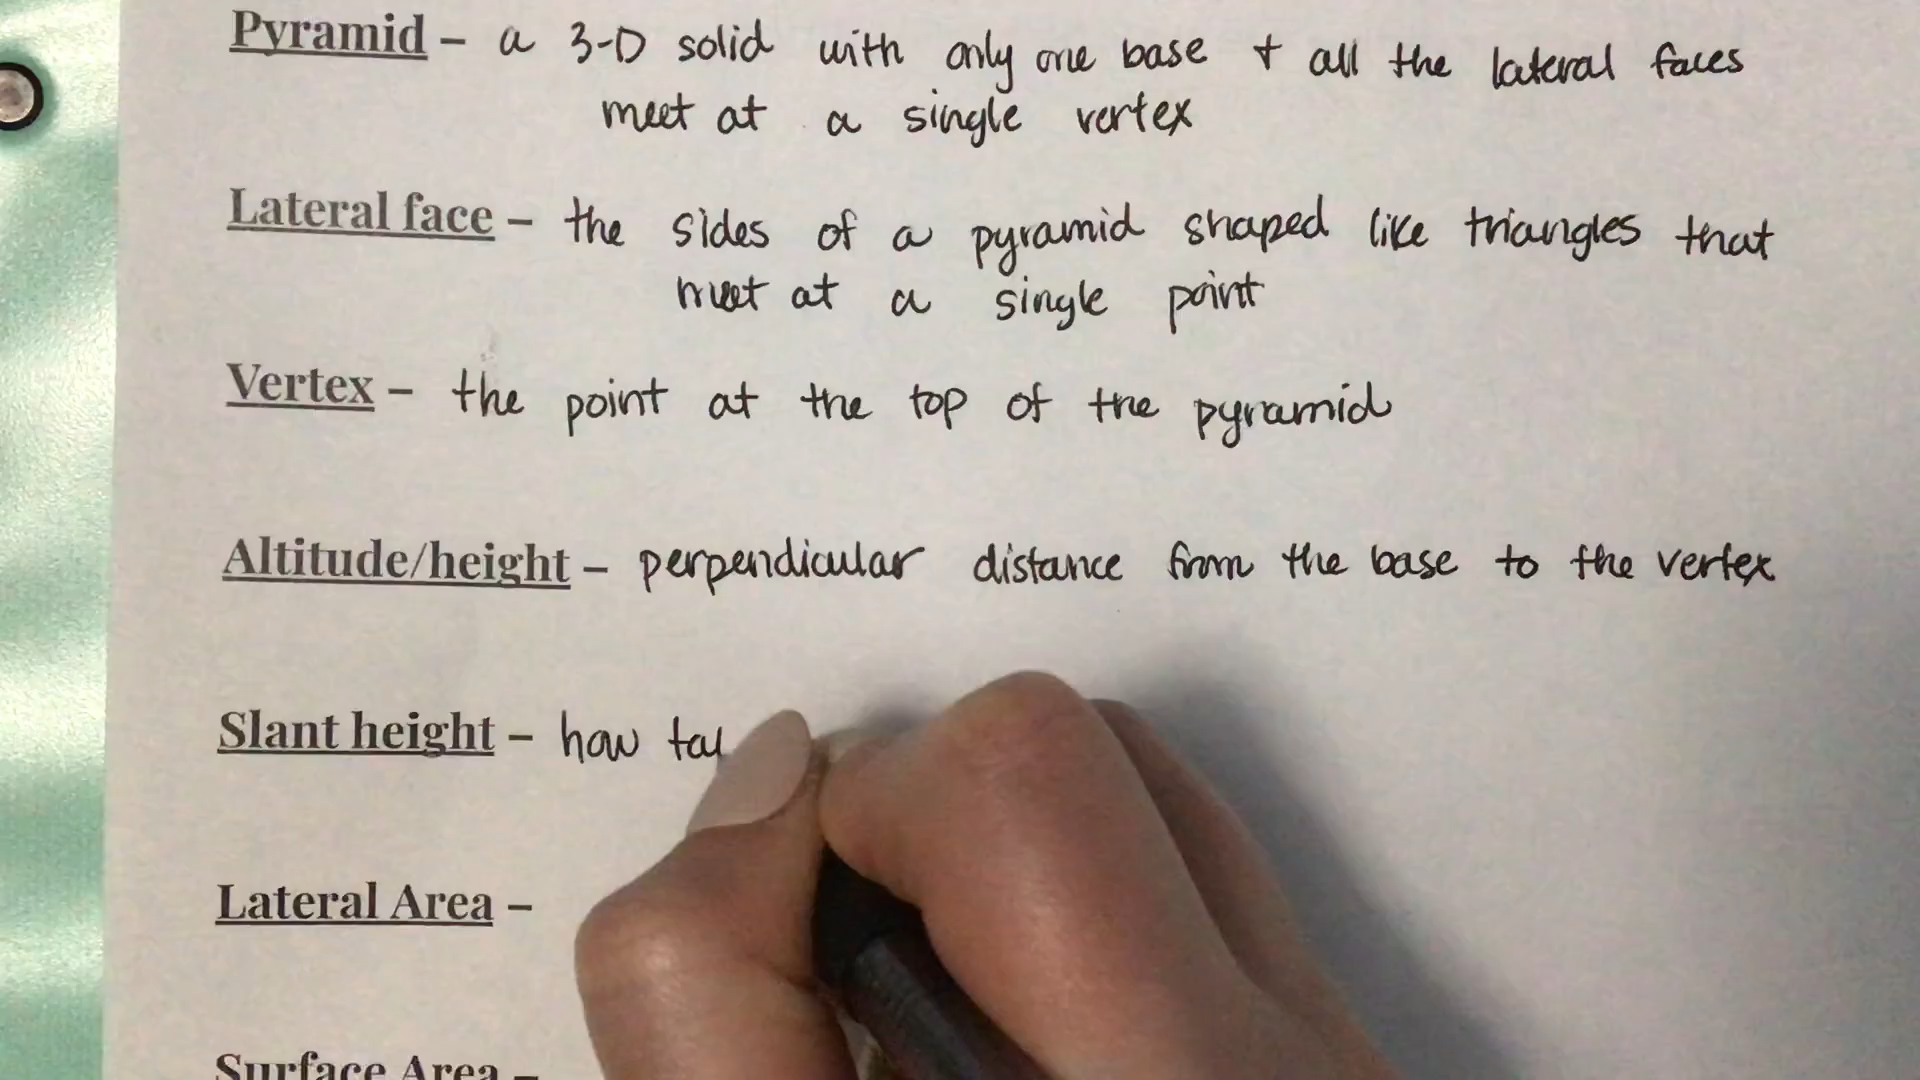 Pyramid – a 3-D solid with only one base + all the lateral faces
meet at a single vertex
Lateral face – the sides of a pyramid shaped like triangles that
meet at a single point
Vertex – the point at the top of the pyramid
Altitude/height – perpendicular distance from the base to the vertex
Slant height – how tal
Lateral Area –
Surface Area –